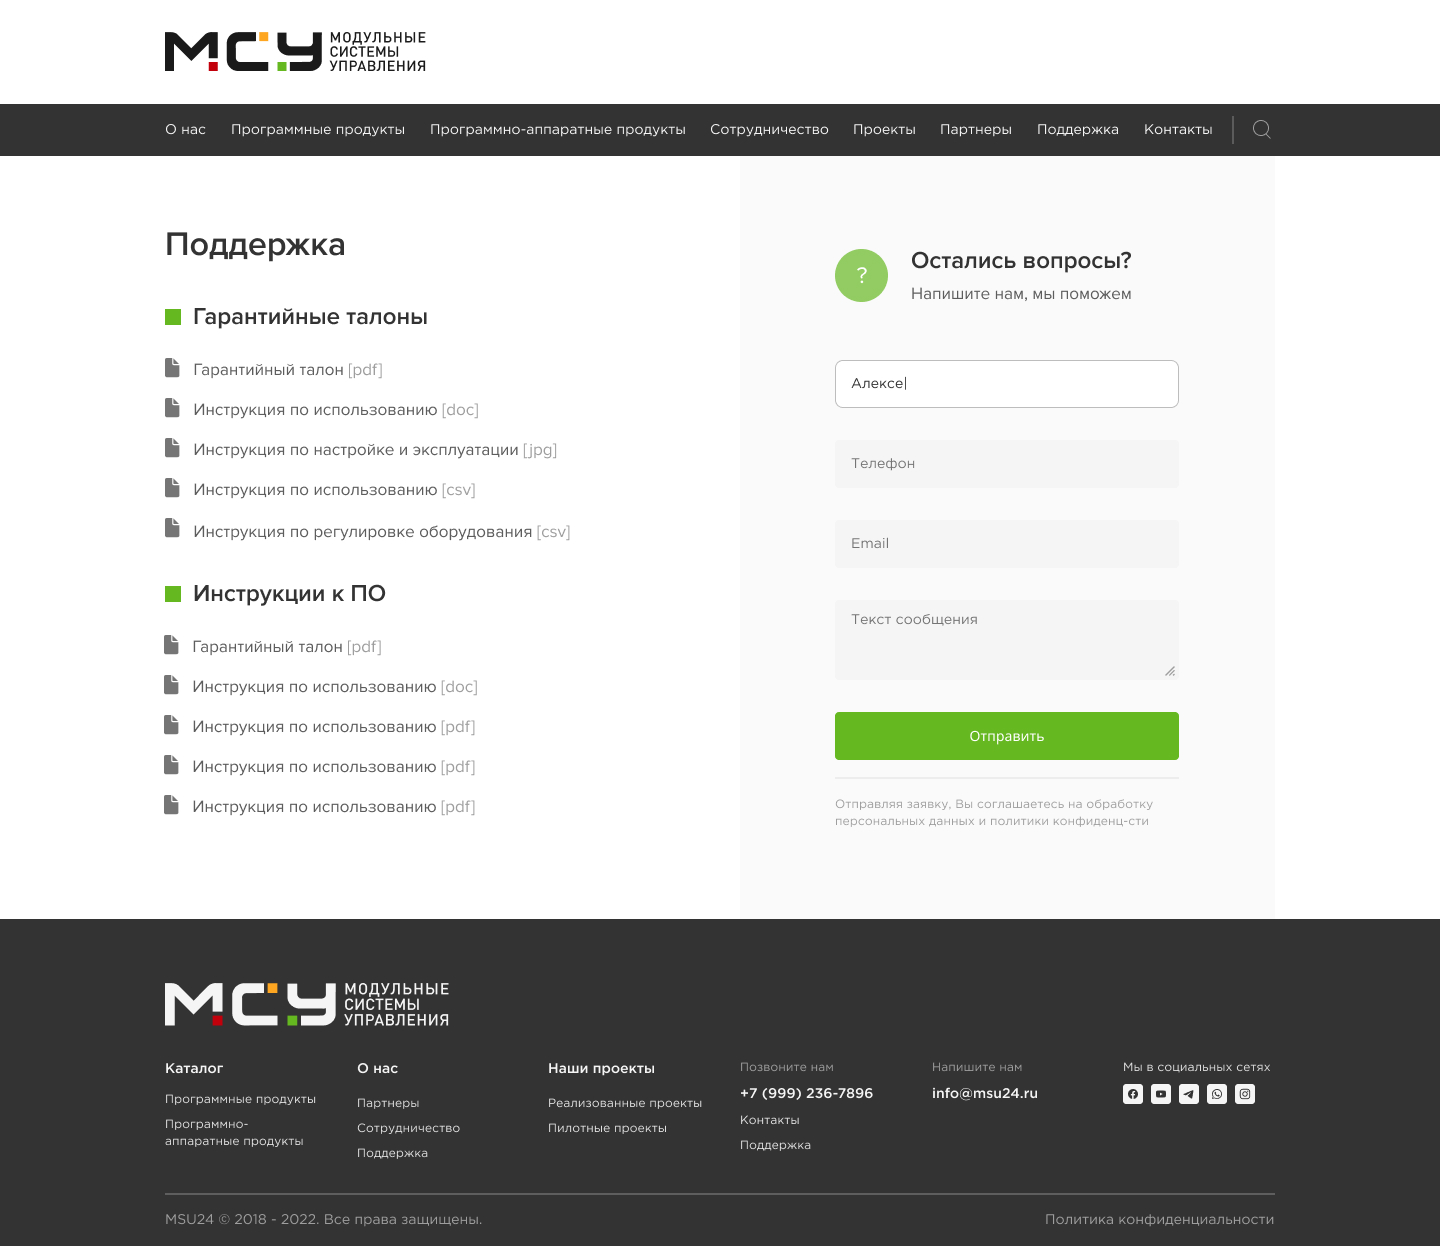 МСУ МОДУЛЬНЫЕ
СИСТЕМЫ
УПРАВЛЕНИЯ
О нас Программные продукты Программно-аппаратные продукты Сотрудничество Проекты Партнеры Поддержка Контакты
Поддержка
Гарантийные талоны
Гарантийный талон [pdf]
Инструкция по использованию [doc]
Инструкция по настройке и эксплуатации [jpg]
Инструкция по использованию [csv]
Инструкция по регулировке оборудования [csv]
Инструкции к ПО
Гарантийный талон [pdf]
Инструкция по использованию [doc]
Инструкция по использованию [pdf]
Инструкция по использованию [pdf]
Инструкция по использованию [pdf]
?
Остались вопросы?
Напишите нам, мы поможем
Алексе
Телефон
Email
Текст сообщения
Отправить
Отправляя заявку, Вы соглашаетесь на обработку
персональных данных и политики конфиденц-сти
МСУ МОДУЛЬНЫЕ
СИСТЕМЫ
УПРАВЛЕНИЯ
Каталог
Программные продукты
Программно-
аппаратные продукты
О нас
Партнеры
Сотрудничество
Поддержка
Наши проекты
Реализованные проекты
Пилотные проекты
Позвоните нам
+7 (999) 236-7896
Контакты
Поддержка
Напишите нам
info@msu24.ru
Мы в социальных сетях
MSU24 © 2018 - 2022. Все права защищены.
Политика конфиденциальности